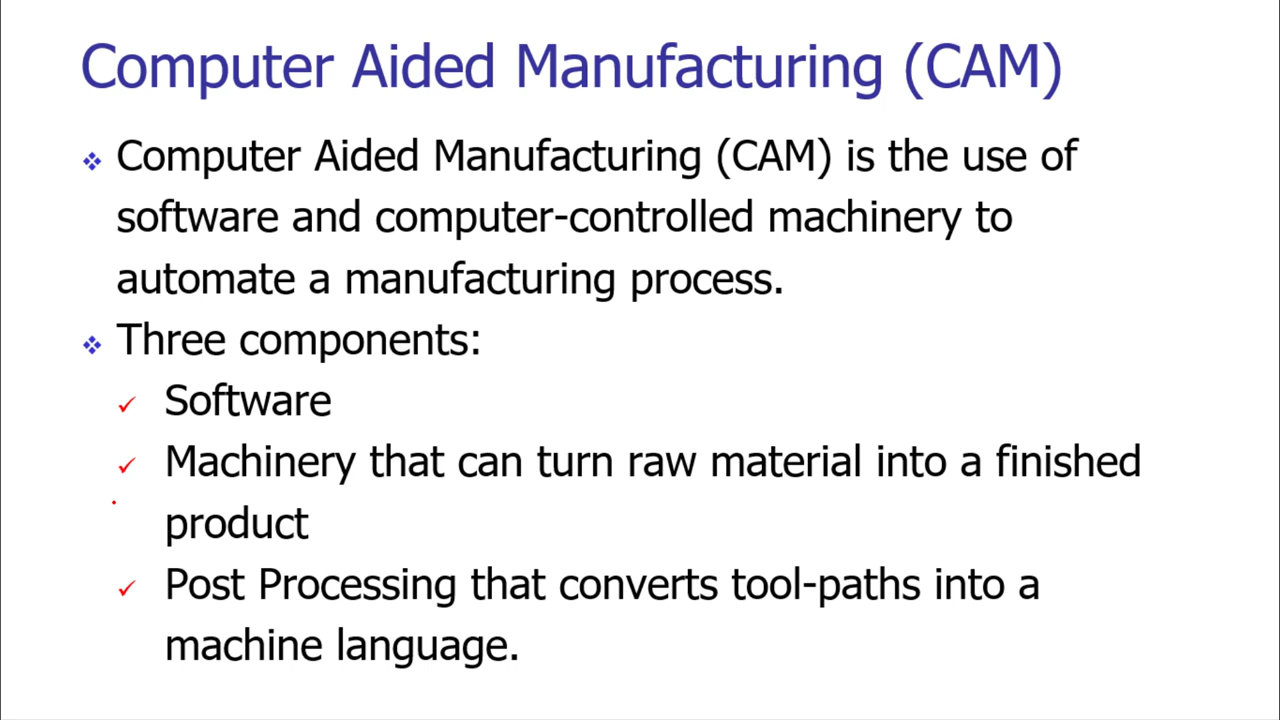 Computer Aided Manufacturing (CAM)
❖ Computer Aided Manufacturing (CAM) is the use of
software and computer-controlled machinery to
automate a manufacturing process.
❖ Three components:
✓ Software
✓ Machinery that can turn raw material into a finished
product
✓ Post Processing that converts tool-paths into a
machine language.